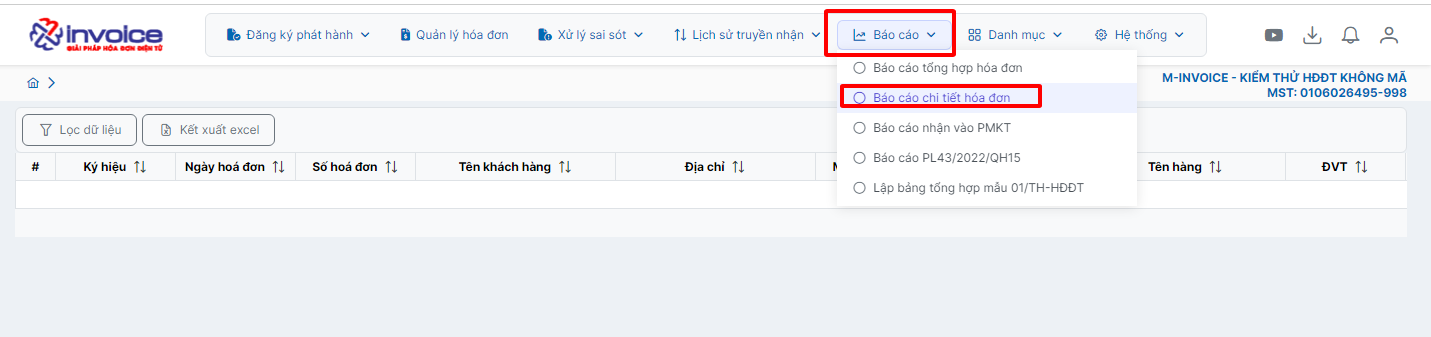 invoice
GIẢI PHÁP HÓA ĐƠN ĐIỆN TỬ
Đăng ký phát hành
Quản lý hóa đơn
Xử lý sai sót
Lịch sử truyền nhận
Báo cáo
Danh mục
Hệ thống
Báo cáo tổng hợp hóa đơn
Báo cáo chi tiết hóa đơn
Báo cáo nhận vào PMKT
Báo cáo PL43/2022/QH15
Lập bảng tổng hợp mẫu 01/TH-HĐĐT
M-INVOICE - KIỂM THỬ HĐĐT KHÔNG MÃ
MST: 0106026495-998
Lọc dữ liệu
Kết xuất excel
# Ký hiệu Ngày hoá đơn Số hoá đơn Tên khách hàng Địa chỉ M Tên hàng ĐVT